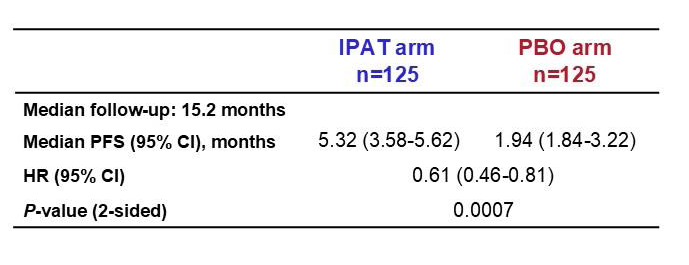 IPAT arm PBO arm
n=125 n=125
Median follow-up: 15.2 months
Median PFS (95% CI), months 5.32 (3.58-5.62) 1.94 (1.84-3.22)
HR (95% CI) 0.61 (0.46-0.81)
P-value (2-sided) 0.0007